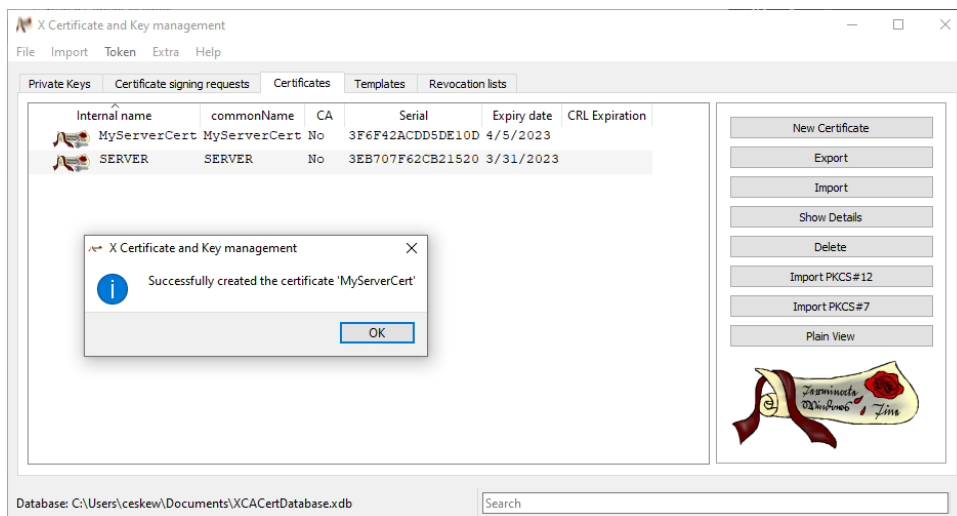 X Certificate and Key management
File Import Token Extra Help
Private Keys Certificate signing requests Certificates Templates Revocation lists
Internal name commonName CA Serial Expiry date CRL Expiration
MyServerCert MyServerCert No 3F6F42ACDD5DE10D 4/5/2023
SERVER SERVER No 3EB707F62CB21520 3/31/2023
New Certificate
Export
Import
Show Details
Delete
Import PKCS#12
Import PKCS#7
Plain View
X Certificate and Key management
Successfully created the certificate 'MyServerCert'
OK
Database: C:\Users\ceskew\Documents\XCACertDatabase.xdb
Search